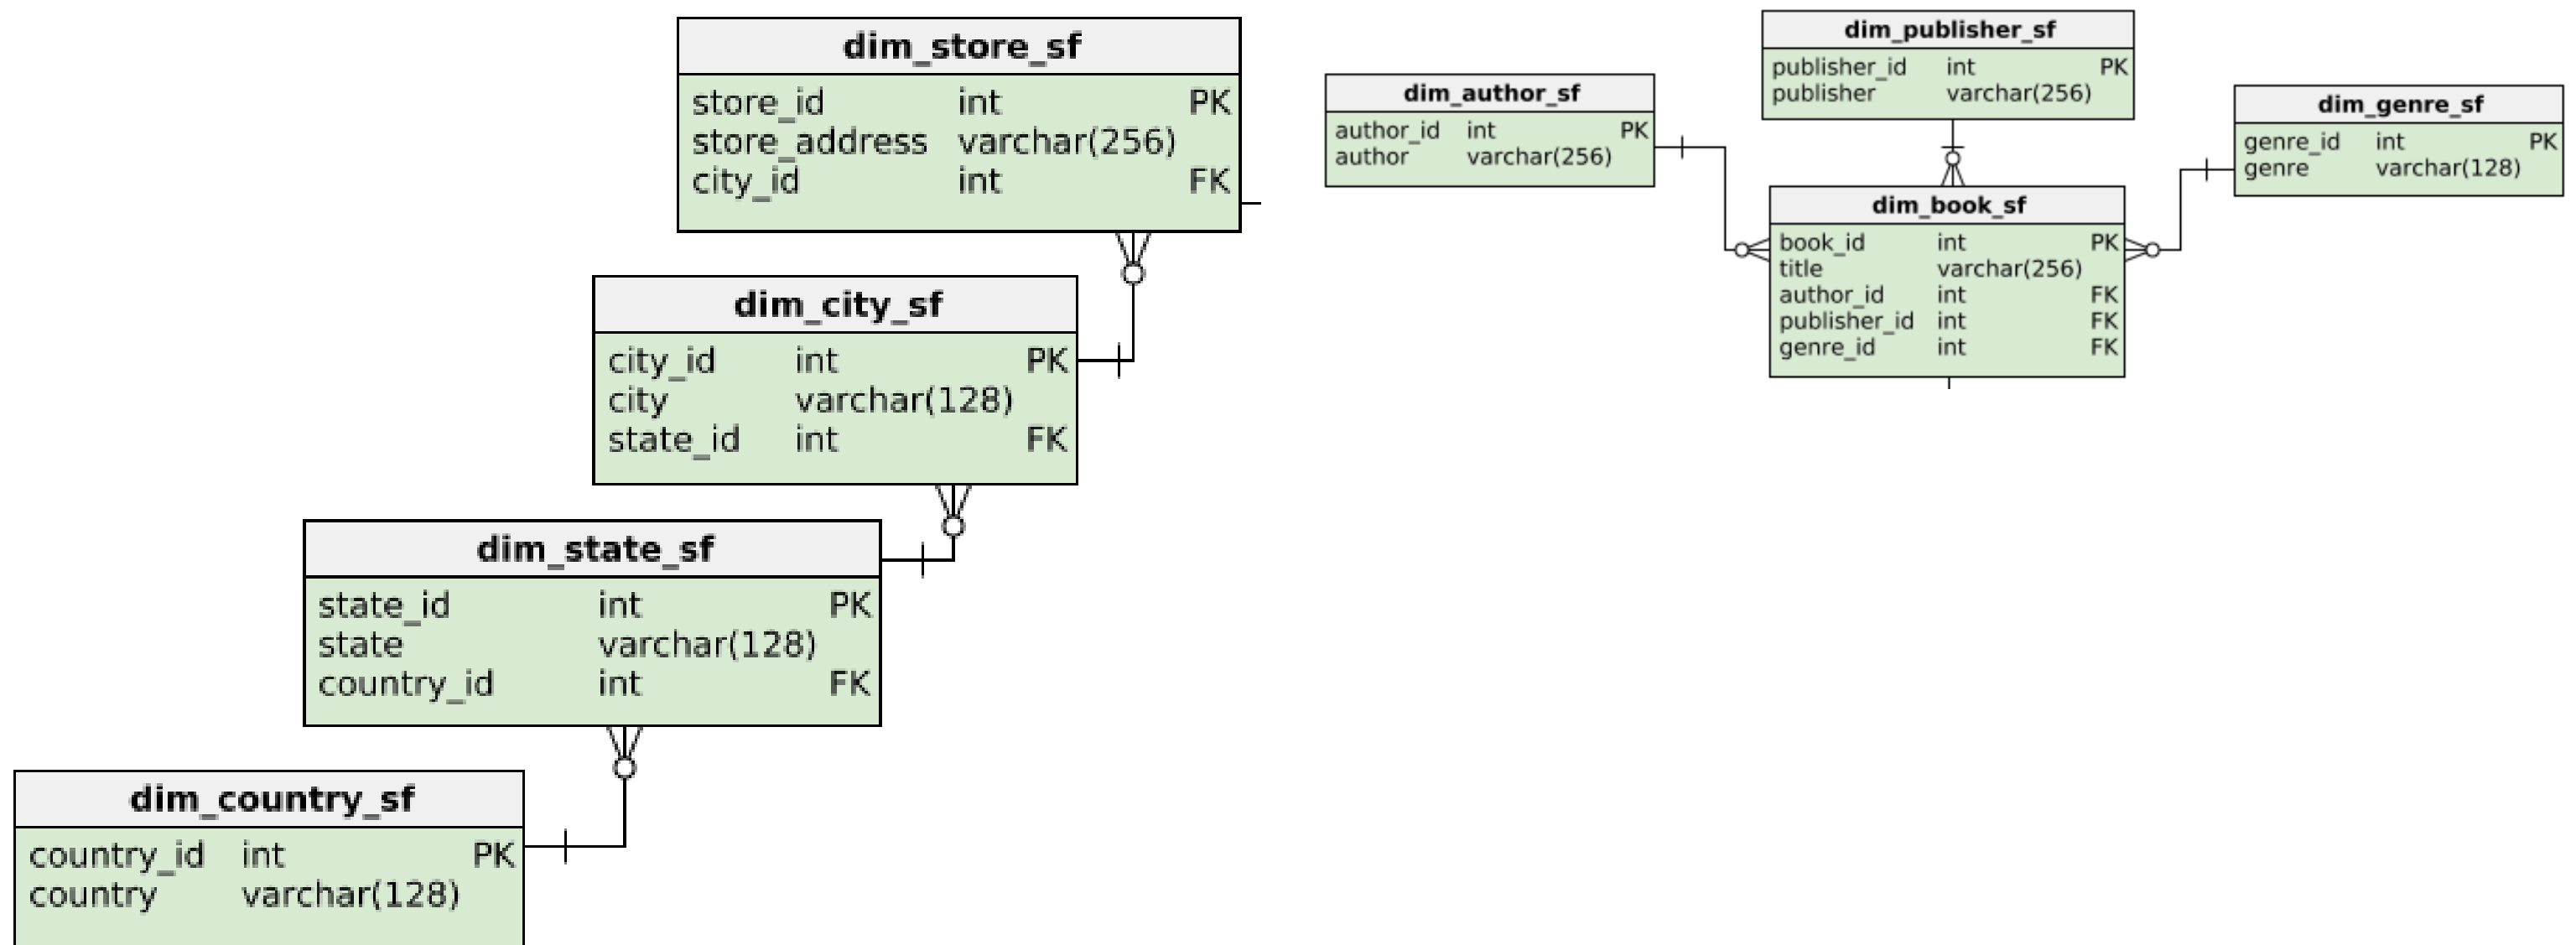 dim_store_sf
store_id int PK
store_address varchar(256)
city_id int FK
dim_city_sf
city_id int PK
city varchar(128)
state_id int FK
dim_state_sf
state_id int PK
state varchar(128)
country_id int FK
dim_country_sf
country_id int PK
country varchar(128)
dim_author_sf
author_id int PK
author varchar(256)
dim_publisher_sf
publisher_id int PK
publisher varchar(256)
dim_genre_sf
genre_id int PK
genre varchar(128)
dim_book_sf
book_id int PK
title varchar(256)
author_id int FK
publisher_id int FK
genre_id int FK